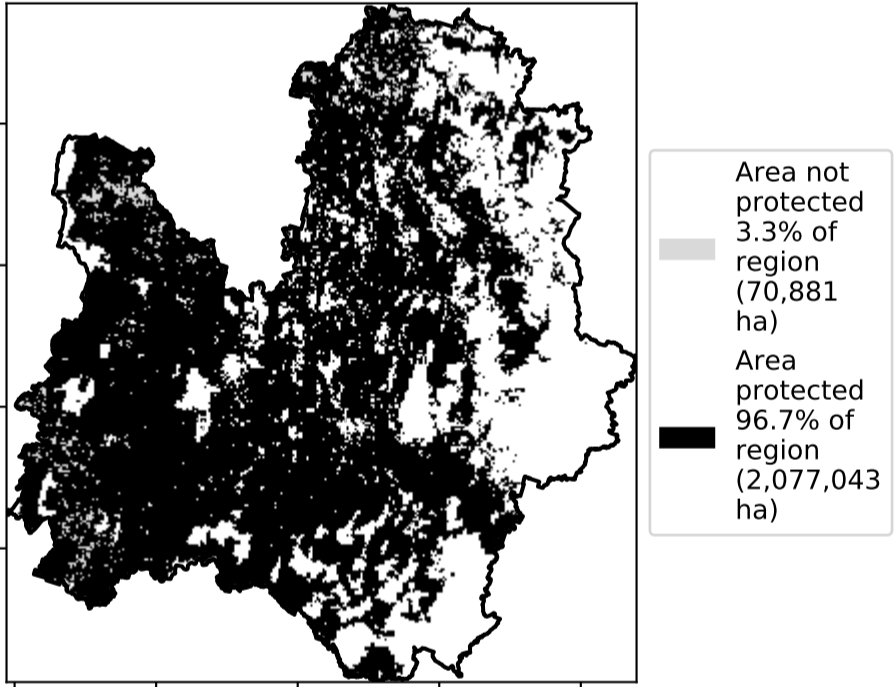 Area not
protected
3.3% of
region
(70,881
ha)
Area
protected
96.7% of
region
(2,077,043
ha)